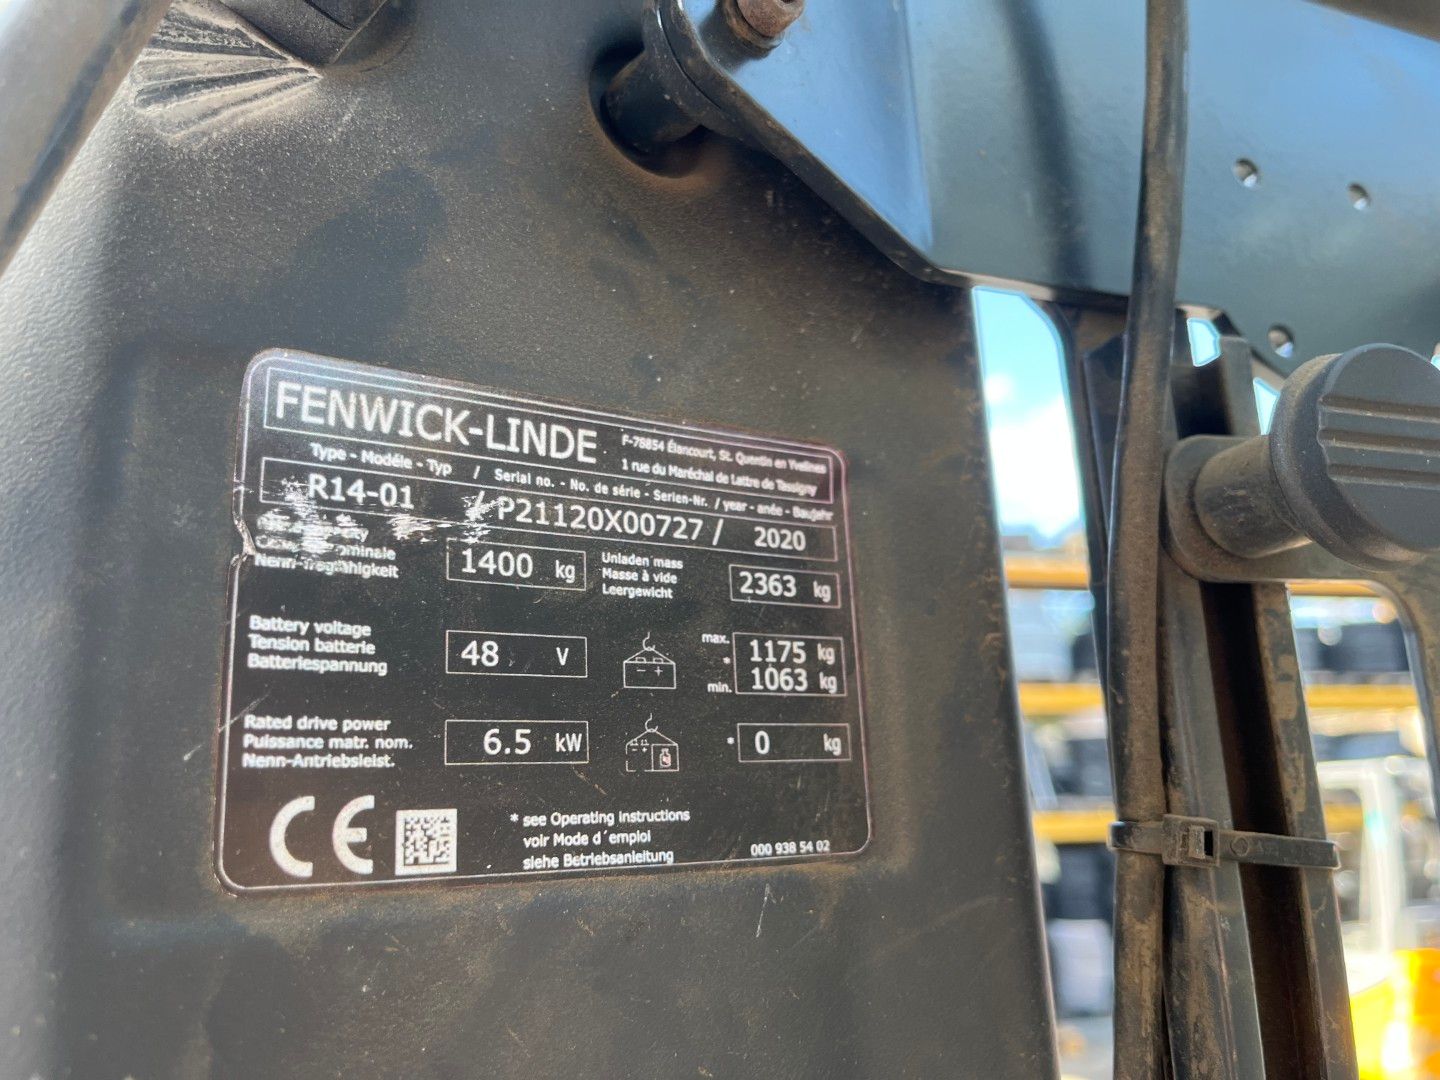 FENWICK-LINDE
F-78854 Élancourt, St. Quentin en Yvelines
1 rue du Maréchal de Lattre de Tassigny
Type - Modèle - Typ / Serial no. - No. de série - Serien-Nr. / year - anée - Baujahr
R14-01 / P21120X00727 / 2020
1400 kg
Nenn-Tragfähigkeit
Unladen mass
Masse à vide
Leergewicht
2363 kg
Battery voltage
Tension batterie
Batteriespannung
48 V
max. 1175 kg
*
min. 1063 kg
Rated drive power
Puissance matr. nom.
Nenn-Antriebsleist.
6.5 kW
* 0 kg
CE
* see Operating instructions
voir Mode d´emploi
siehe Betriebsanleitung
000 938 54 02